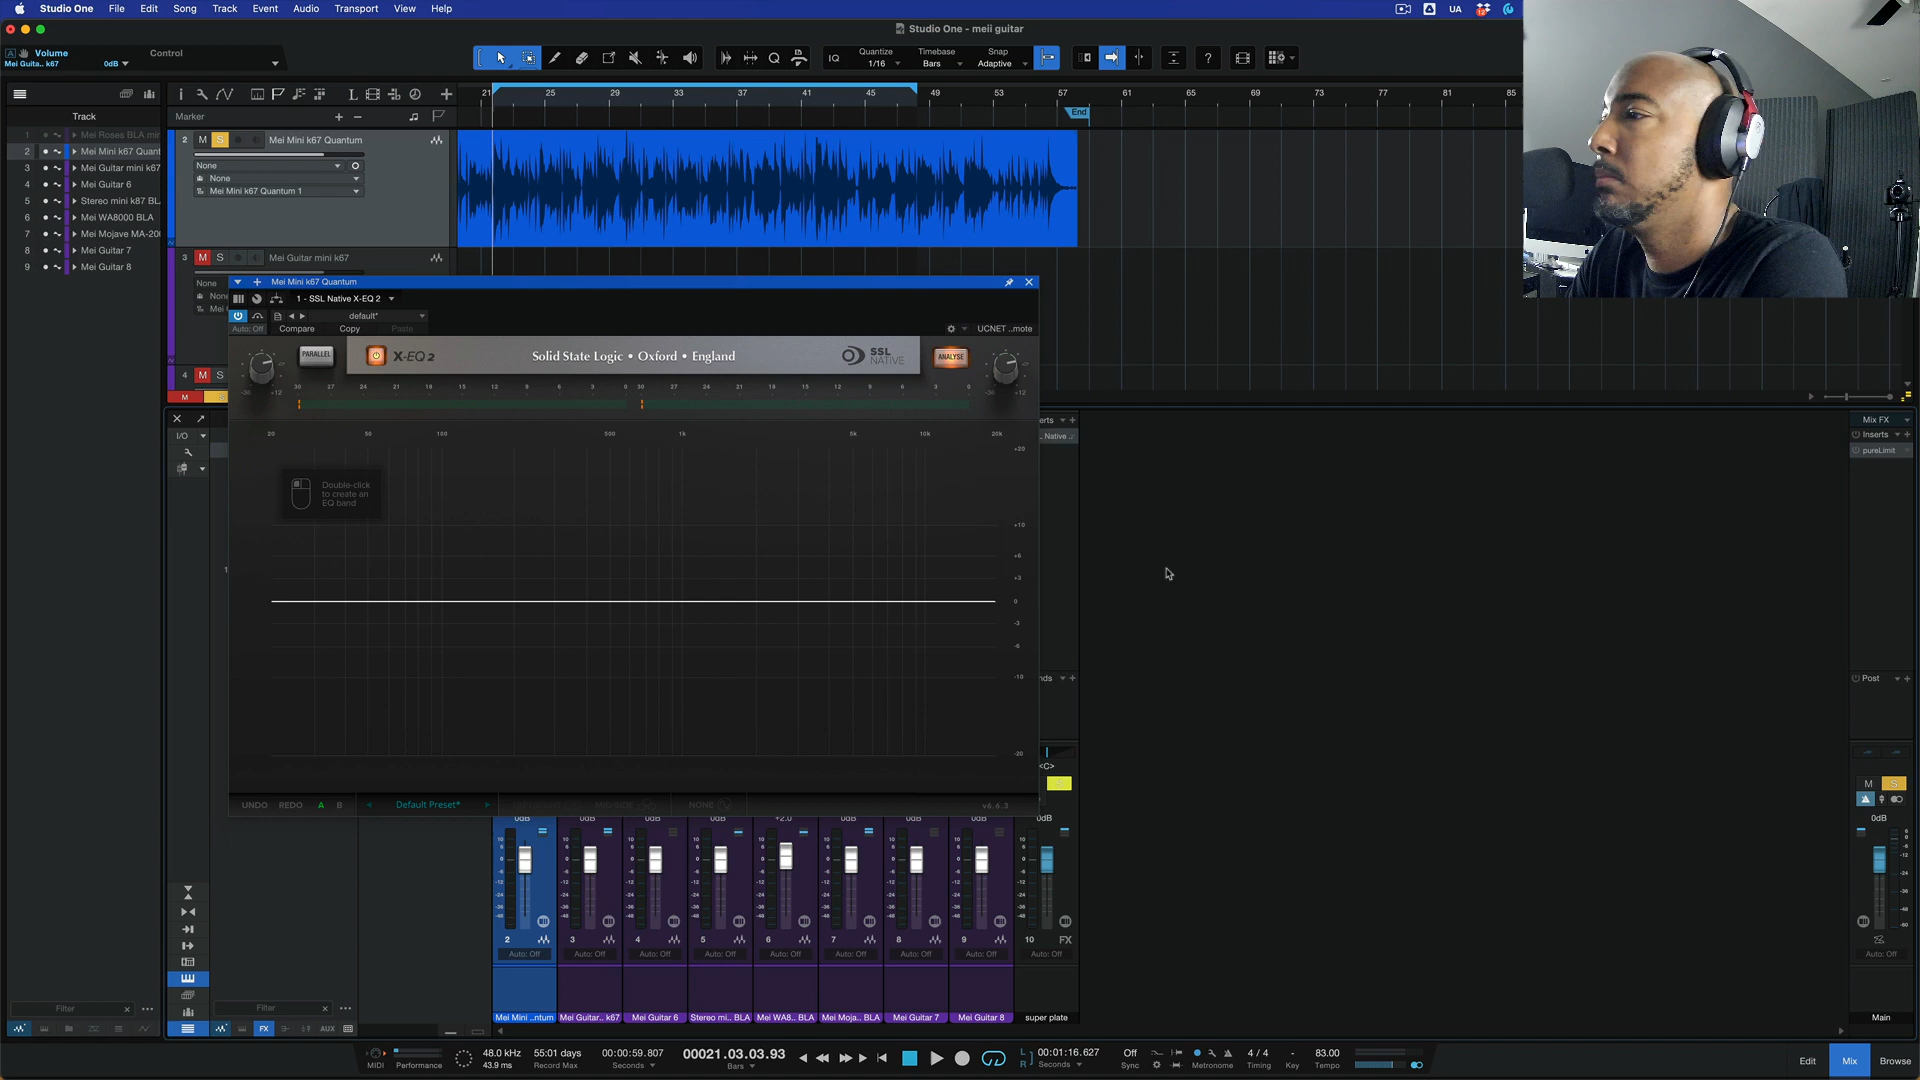 Studio One File Edit Song Track Event Audio Transport View Help
UA 12
Studio One - meii guitar
Volume Control
Mei Guita.. k67 0dB
IQ Quantize 1/16 Timebase Bars Snap Adaptive
21 25 29 33 37 41 45 49 53 57 61 65 69 73 77 81 85
Track
Marker
End
1 Mei Roses BLA min
2 Mei Mini k67 Quant
3 Mei Guitar mini k67
4 Mei Guitar 6
5 Stereo mini k87 BL
6 Mei WA8000 BLA
7 Mei Mojave MA-20
8 Mei Guitar 7
9 Mei Guitar 8
2 M S Mei Mini k67 Quantum
None
None
Mei Mini k67 Quantum 1
3 M S Mei Guitar mini k67
None
4 M S
Mei Mini k67 Quantum
1 - SSL Native X-EQ 2
default*
Auto: Off Compare Copy Paste UCNET ..mote
PARALLEL X-EQ 2 Solid State Logic • Oxford • England SSL NATIVE ANALYSE
-36 +12 30 27 24 21 18 15 12 9 6 3 0 30 27 24 21 18 15 12 9 6 3 0 -36 +12
20 50 100 500 1k 5k 10k 20k
+20
Double-click
to create an
EQ band
+10
+6
+3
0
-3
-6
-10
-20
UNDO REDO A B Default Preset* MID/SIDE NONE v6.6.3
I/O
Mix FX
Inserts
pureLimit
Post
M S
<C>
0dB 0dB 0dB 0dB +2.0 0dB 0dB 0dB 0dB 0dB
2 3 4 5 6 7 8 9 10 FX
Auto: Off Auto: Off Auto: Off Auto: Off Auto: Off Auto: Off Auto: Off Auto: Off Auto: Off Auto: Off
Filter Filter
Mei Mini ..ntum Mei Guitar.. k67 Mei Guitar 6 Stereo mi.. BLA Mei WA8.. BLA Mei Moja.. BLA Mei Guitar 7 Mei Guitar 8 super plate Main
FX AUX
MIDI Performance
48.0 kHz
43.9 ms
55:01 days
Record Max
00:00:59.807
Seconds
00021.03.03.93
Bars
L R
00:01:16.627
Seconds
Off
Sync
Metronome
4 / 4
Timing
-
Key
83.00
Tempo
Edit Mix Browse